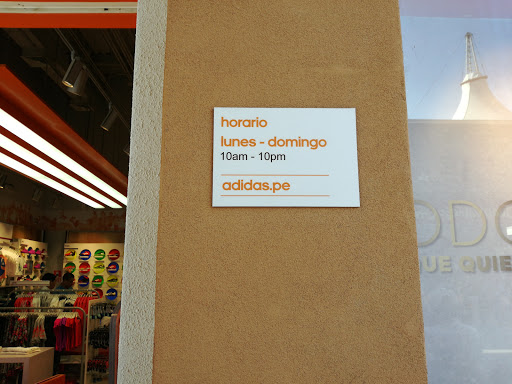 horario
lunes - domingo
10am - 10pm
adidas.pe